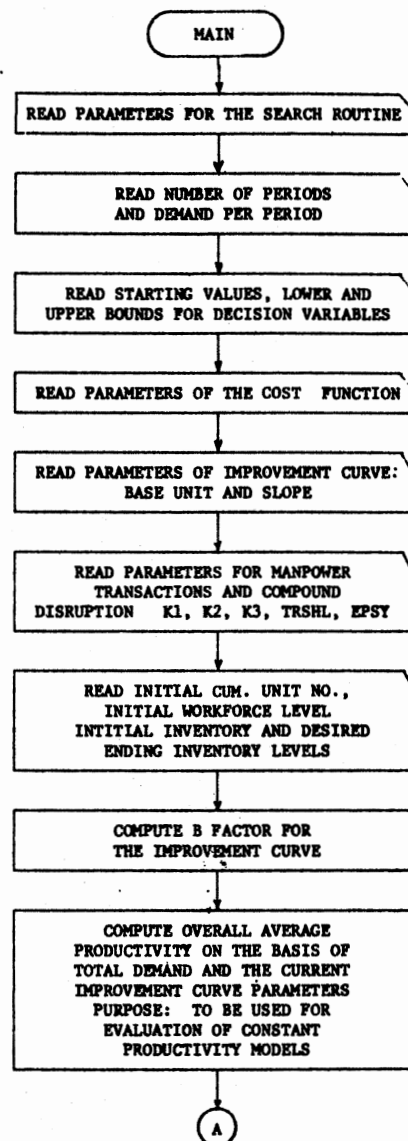 MAIN
READ PARAMETERS FOR THE SEARCH ROUTINE
READ NUMBER OF PERIODS
AND DEMAND PER PERIOD
READ STARTING VALUES, LOWER AND
UPPER BOUNDS FOR DECISION VARIABLES
READ PARAMETERS OF THE COST FUNCTION
READ PARAMETERS OF IMPROVEMENT CURVE:
BASE UNIT AND SLOPE
READ PARAMETERS FOR MANPOWER
TRANSACTIONS AND COMPOUND
DISRUPTION K1, K2, K3, TRSHL, EPSY
READ INITIAL CUM. UNIT NO.,
INITIAL WORKFORCE LEVEL
INTITIAL INVENTORY AND DESIRED
ENDING INVENTORY LEVELS
COMPUTE B FACTOR FOR
THE IMPROVEMENT CURVE
COMPUTE OVERALL AVERAGE
PRODUCTIVITY ON THE BASIS OF
TOTAL DEMAND AND THE CURRENT
IMPROVEMENT CURVE PARAMETERS
PURPOSE: TO BE USED FOR
EVALUATION OF CONSTANT
PRODUCTIVITY MODELS
A